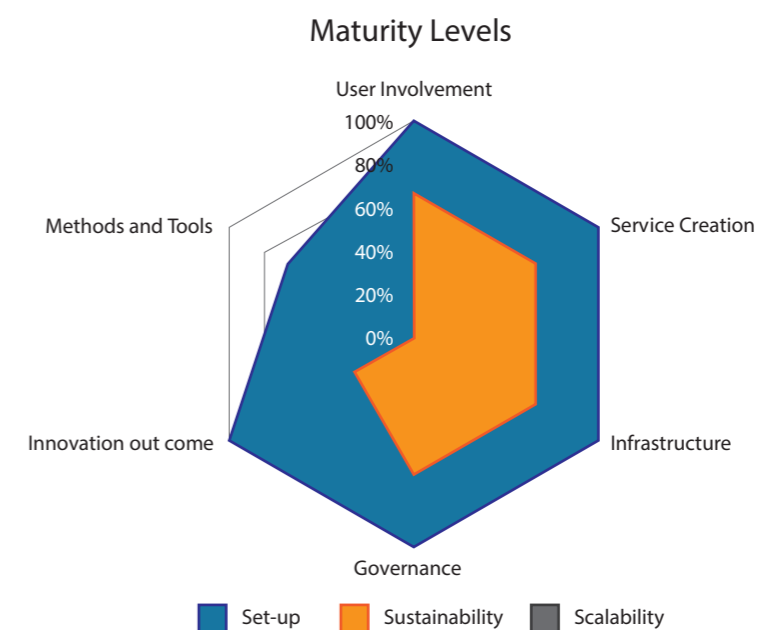 Maturity Levels
User Involvement
100%
80%
60%
40%
20%
0%
Methods and Tools
Service Creation
Innovation out come
Infrastructure
Governance
Set-up Sustainability Scalability